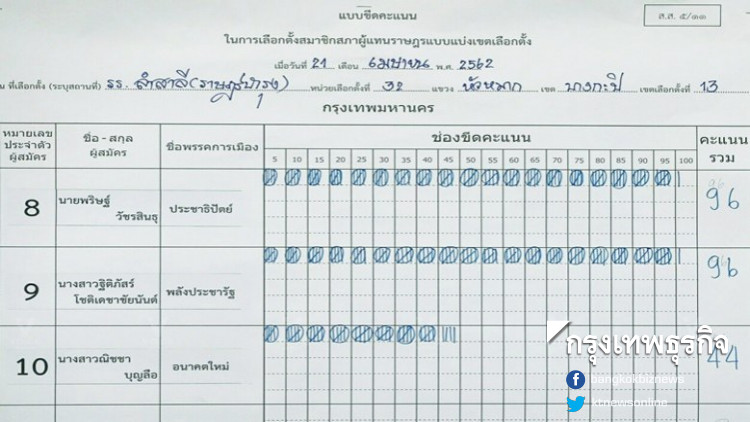 แบบขีดคะแนน
ส.ส. ๕/๑๑
ในการเลือกตั้งสมาชิกสภาผู้แทนราษฎรแบบแบ่งเขตเลือกตั้ง
เมื่อวันที่ 21 เดือน เมษายน พ.ศ. 2562
ที่เลือกตั้ง (ระบุสถานที่) รร. ลำสาลี(ราษฎร์บำรุง) หน่วยเลือกตั้งที่ 32 แขวง หัวหมาก เขต บางกะปิ เขตเลือกตั้งที่ 13
กรุงเทพมหานคร
หมายเลข ประจำตัว ผู้สมัคร ชื่อ - สกุล ผู้สมัคร ชื่อพรรคการเมือง ช่องขีดคะแนน คะแนน รวม
5 10 15 20 25 30 35 40 45 50 55 60 65 70 75 80 85 90 95 100
8 นายพริษฐ์ วัชรสินธุ ประชาธิปัตย์ 96
9 นางสาวฐิติภัสร์ โชติเดชาชัยนันต์ พลังประชารัฐ 96
10 นางสาวณิชชา บุญลือ อนาคตใหม่ 44
กรุงเทพธุรกิจ
bangkokbiznews
ktnewsonline